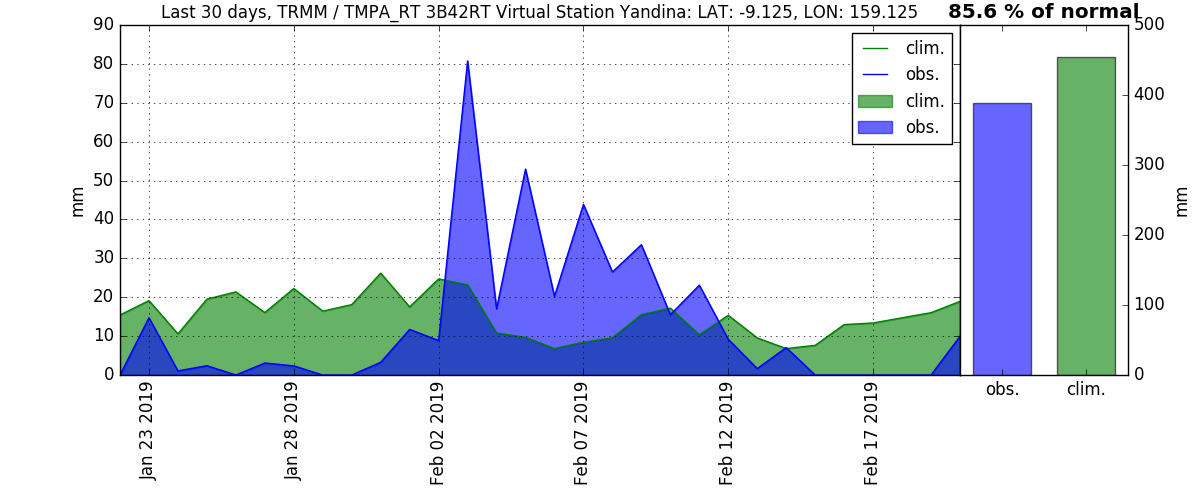 Last 30 days, TRMM / TMPA_RT 3B42RT Virtual Station Yandina: LAT: -9.125, LON: 159.125
85.6 % of normal
90
80
70
60
50
40
30
20
10
0
mm
clim.
obs.
clim.
obs.
500
400
300
200
100
0
mm
Jan 23 2019
Jan 28 2019
Feb 02 2019
Feb 07 2019
Feb 12 2019
Feb 17 2019
obs.
clim.